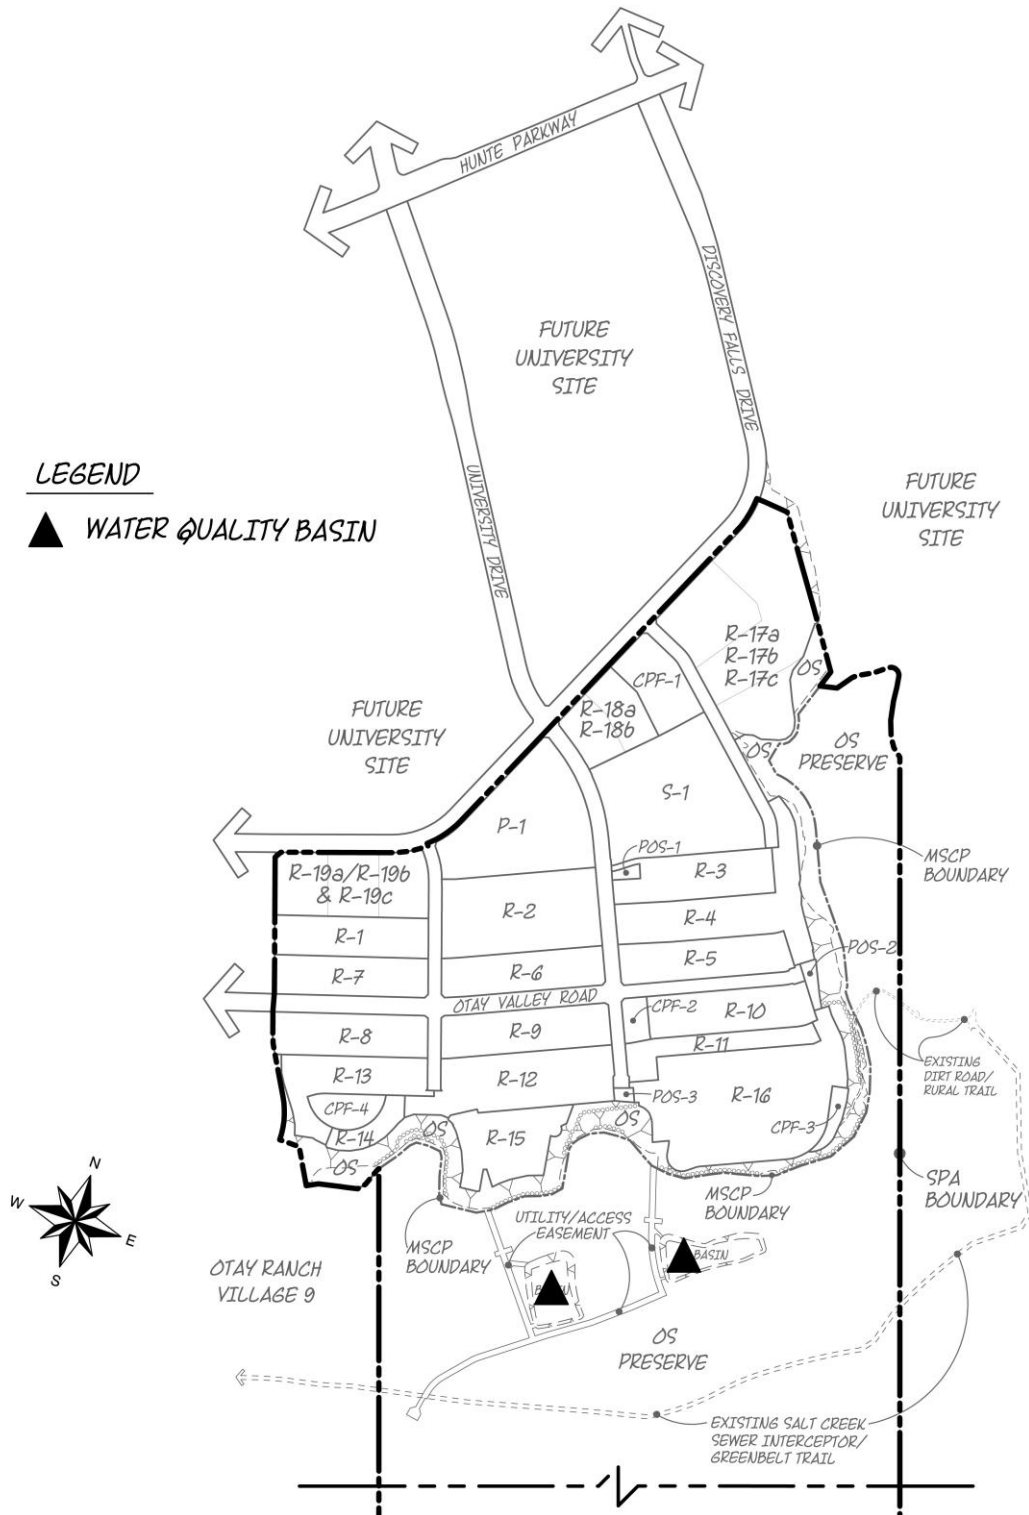 HUNTE PARKWAY
DISCOVERY FALLS DRIVE
FUTURE
UNIVERSITY
SITE
LEGEND
WATER QUALITY BASIN
UNIVERSITY DRIVE
FUTURE
UNIVERSITY
SITE
R-17a
R-17b
R-17c
OS
CPF-1
R-18a
R-18b
FUTURE
UNIVERSITY
SITE
OS
OS
PRESERVE
S-1
P-1
POS-1
MSCP
BOUNDARY
R-19a/R-19b
& R-19c
R-3
R-2
R-4
R-1
R-5
POS-2
R-7
R-6
OTAY VALLEY ROAD
CPF-2
R-10
R-8
R-9
R-11
EXISTING
DIRT ROAD/
RURAL TRAIL
R-13
R-12
POS-3
R-16
CPF-4
CPF-3
R-14
OS
R-15
OS
OS
N
W
E
S
MSCP
BOUNDARY
SPA
BOUNDARY
UTILITY/ACCESS
EASEMENT
MSCP
BOUNDARY
BASIN
OTAY RANCH
VILLAGE 9
OS
PRESERVE
EXISTING SALT CREEK
SEWER INTERCEPTOR/
GREENBELT TRAIL